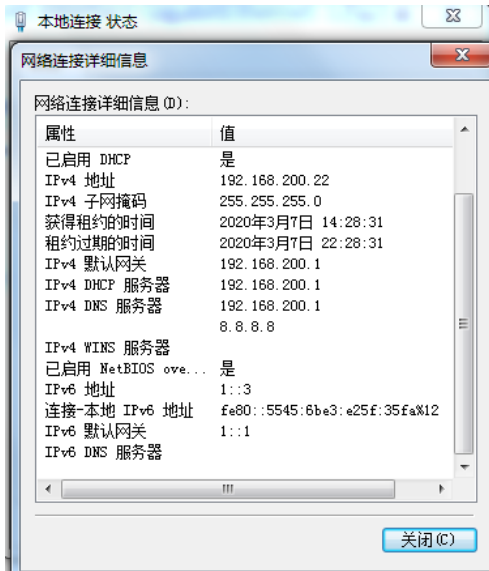 本地连接 状态
网络连接详细信息
网络连接详细信息(D):
属性 值
已启用 DHCP 是
IPv4 地址 192.168.200.22
IPv4 子网掩码 255.255.255.0
获得租约的时间 2020年3月7日 14:28:31
租约过期的时间 2020年3月7日 22:28:31
IPv4 默认网关 192.168.200.1
IPv4 DHCP 服务器 192.168.200.1
IPv4 DNS 服务器 192.168.200.1
8.8.8.8
IPv4 WINS 服务器
已启用 NetBIOS ove... 是
IPv6 地址 1::3
连接-本地 IPv6 地址 fe80::5545:6be3:e25f:35fa%12
IPv6 默认网关 1::1
IPv6 DNS 服务器
关闭(C)